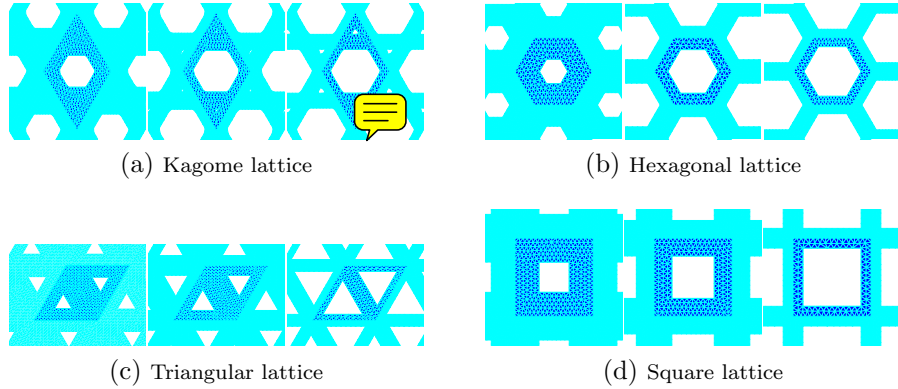 (a) Kagome lattice
(b) Hexagonal lattice
(c) Triangular lattice
(d) Square lattice